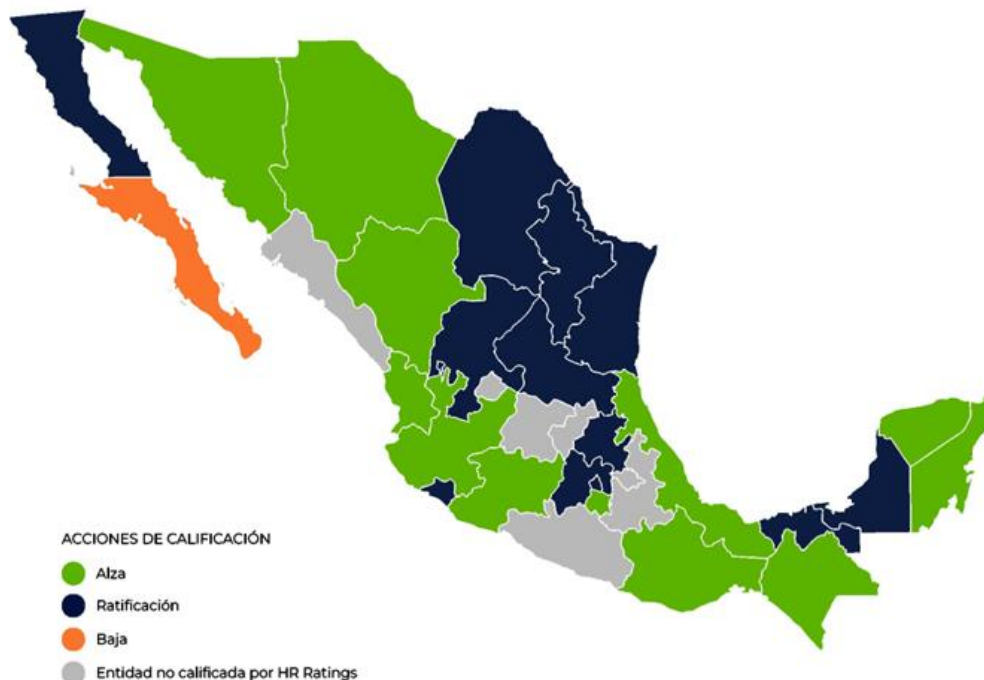 ACCIONES DE CALIFICACIÓN
Alza
Ratificación
Baja
Entidad no calificada por HR Ratings